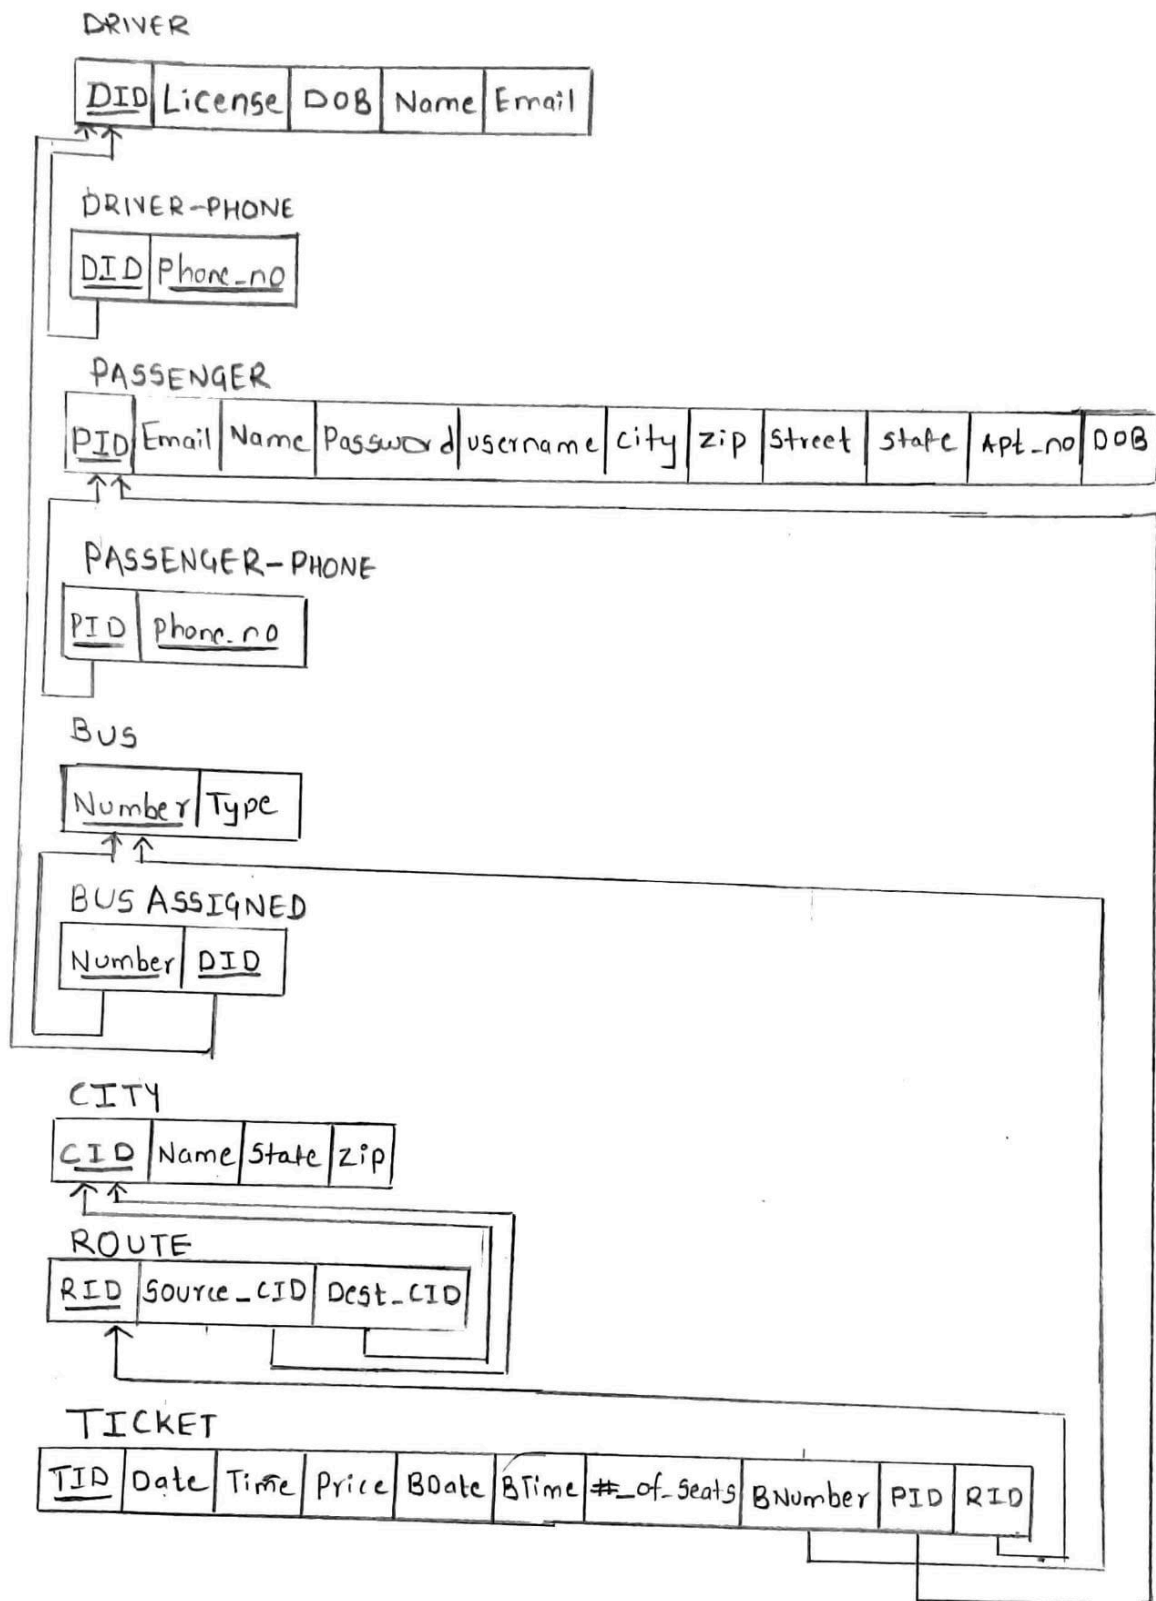 DRIVER
DID License DOB Name Email
DRIVER-PHONE
DID Phone_no
PASSENGER
PID Email Name Password username city zip Street state Apt_no DOB
PASSENGER-PHONE
PID Phone_no
BUS
Number Type
BUS ASSIGNED
Number DID
CITY
CID Name State zip
ROUTE
RID Source_CID Dest_CID
TICKET
TID Date Time Price BDate BTime #_of_Seats BNumber PID RID